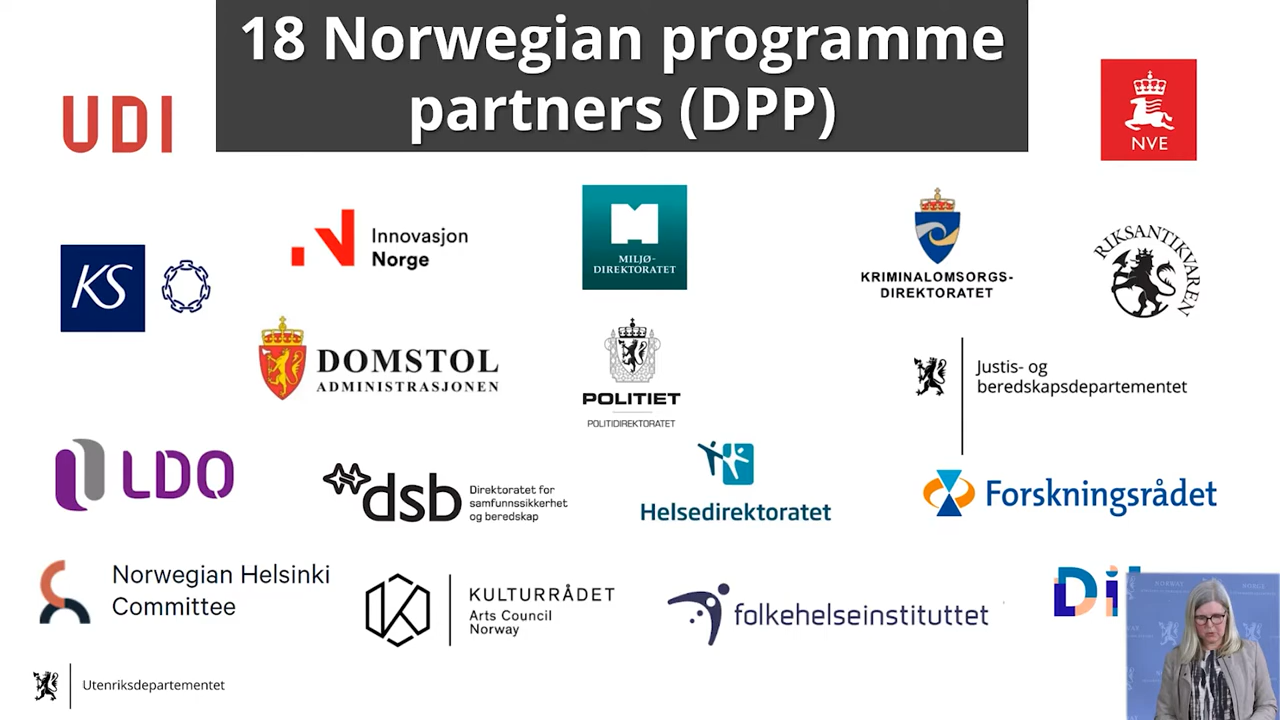 18 Norwegian programme
partners (DPP)
UDI
NVE
Innovasjon
Norge
MILJØ-
DIREKTORATET
KRIMINALOMSORGS-
DIREKTORATET
RIKSANTIKVAREN
KS
DOMSTOL
ADMINISTRASJONEN
POLITIET
POLITIDIREKTORATET
Justis- og
beredskapsdepartementet
LDO
dsb
Direktoratet for
samfunnssikkerhet
og beredskap
Helsedirektoratet
Forskningsrådet
Norwegian Helsinki
Committee
KULTURRÅDET
Arts Council
Norway
folkehelseinstituttet
Utenriksdepartementet